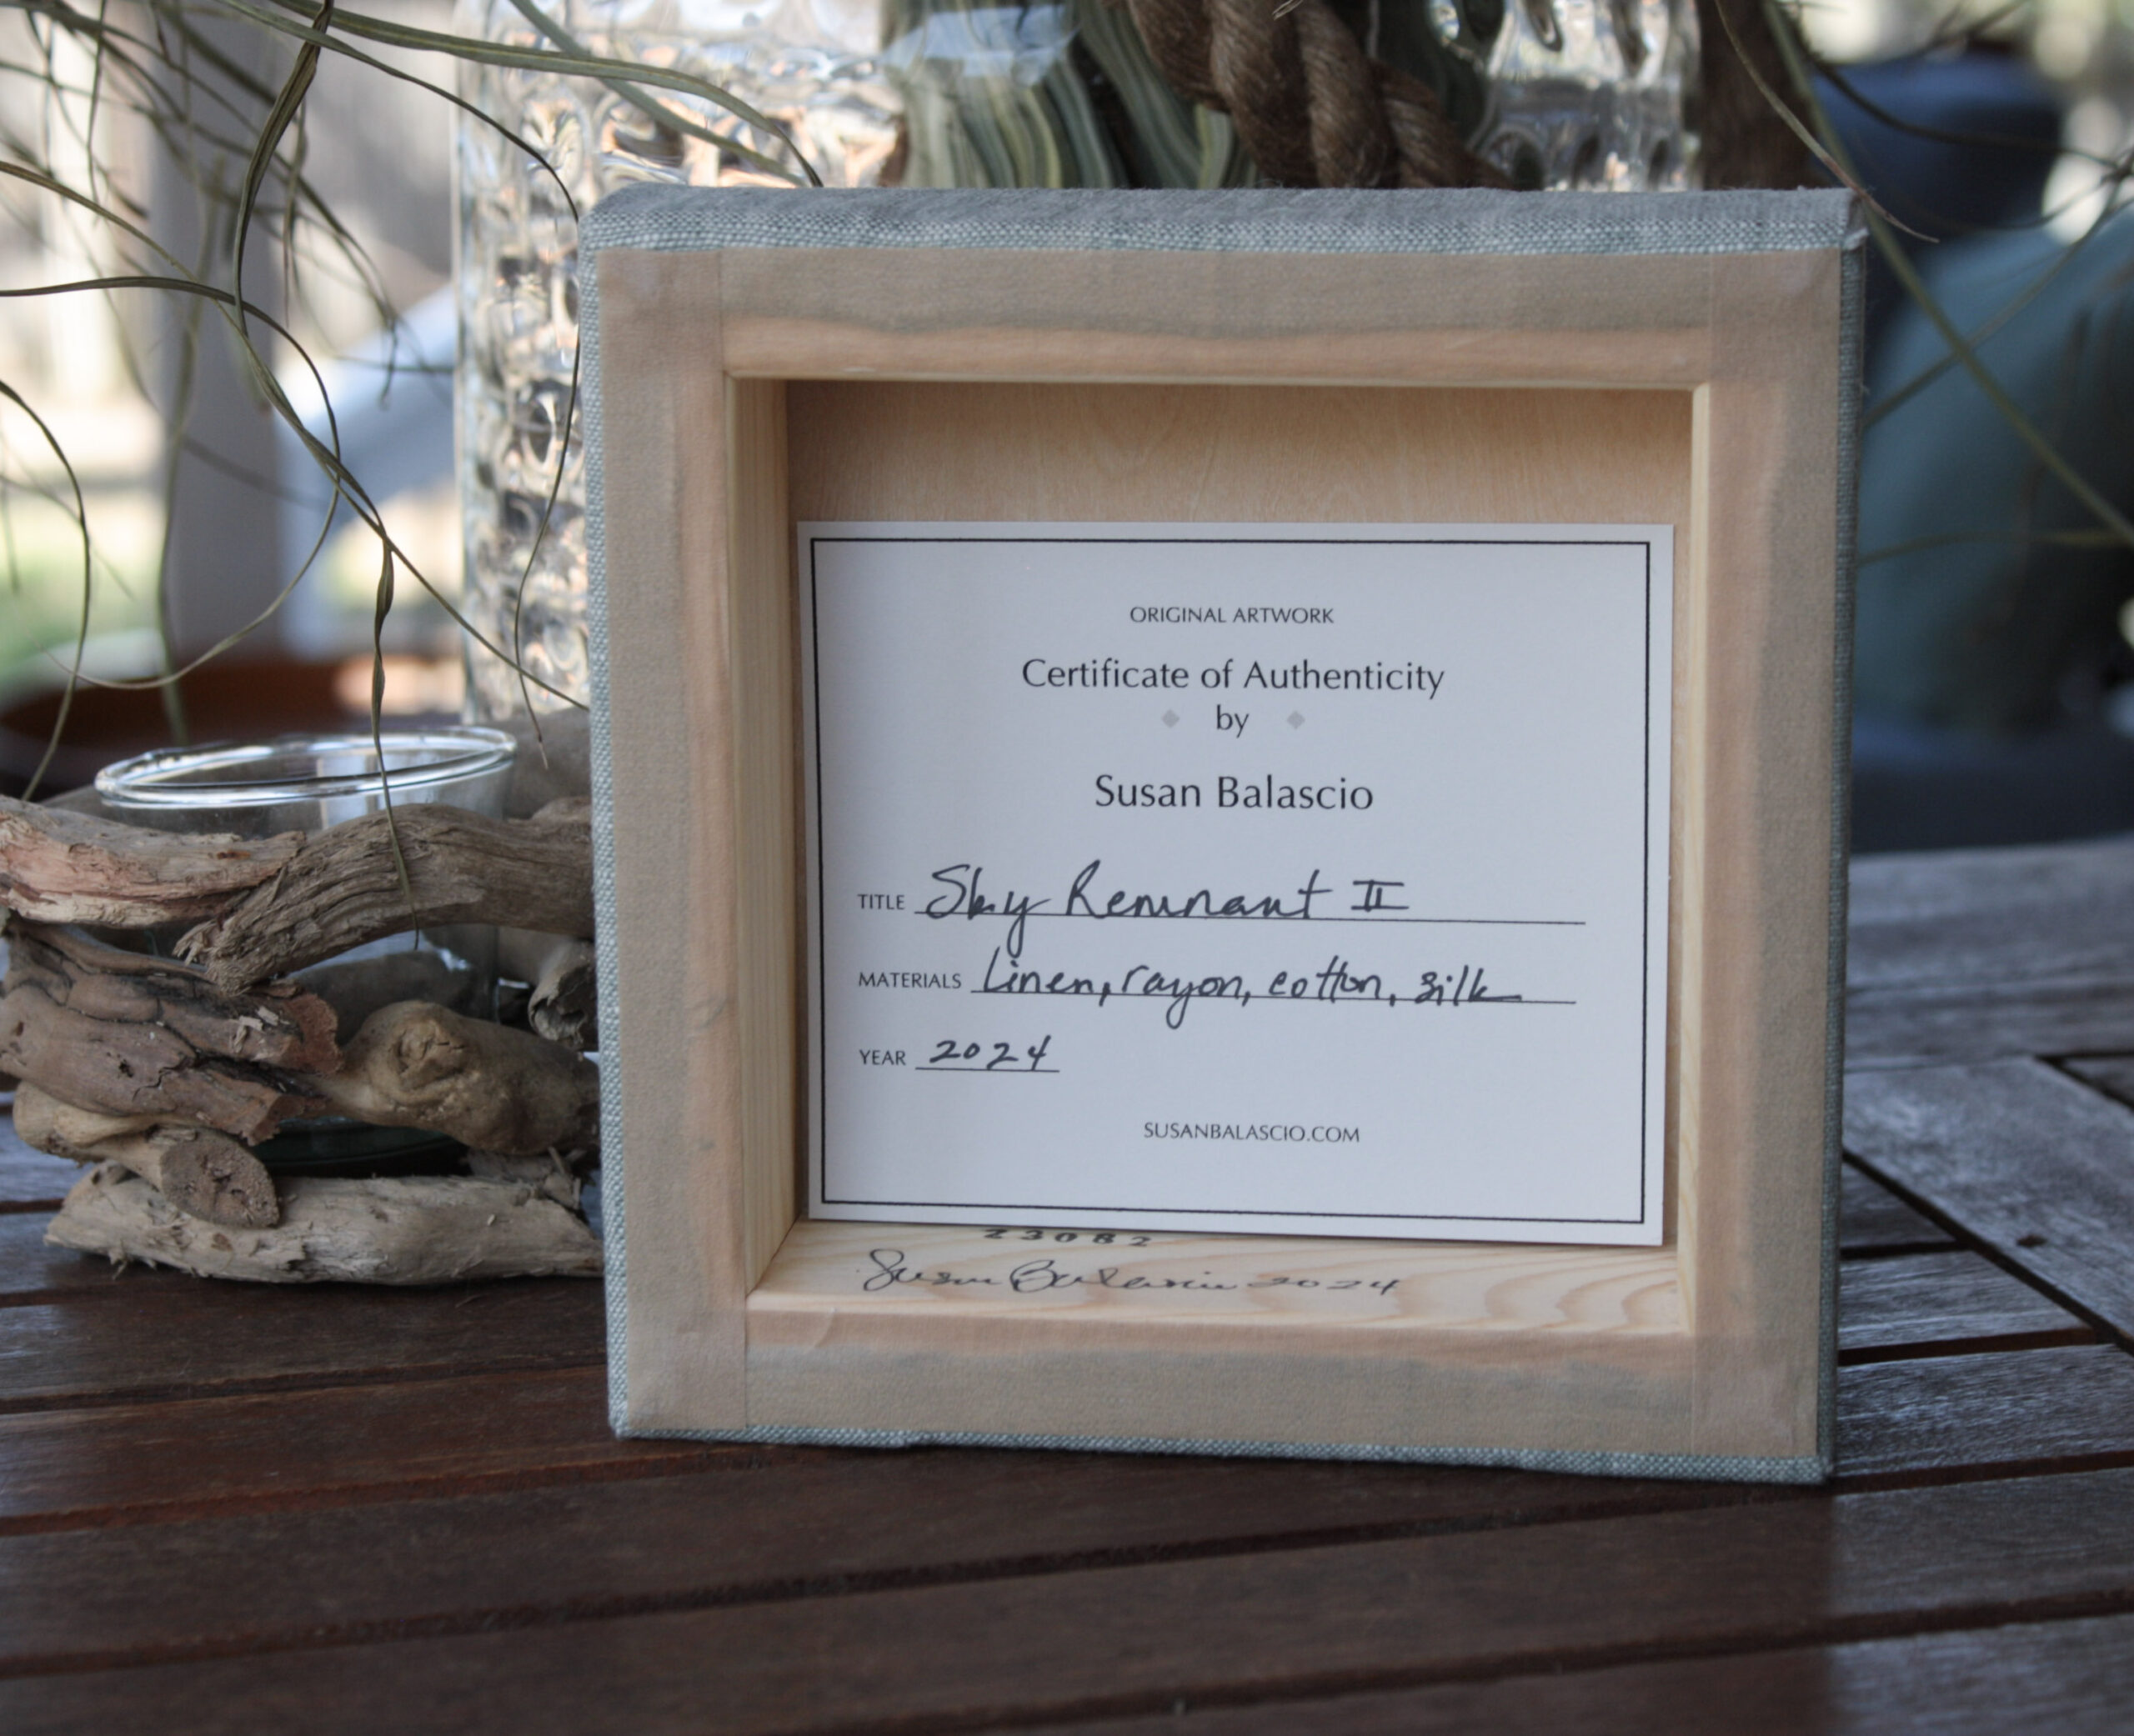 ORIGINAL ARTWORK
Certificate of Authenticity
by
Susan Balascio
TITLE Sky Remnant II
MATERIALS Linen, rayon, cotton, silk
YEAR 2024
SUSANBALASCIO.COM
23082
Susan Balascio 2024